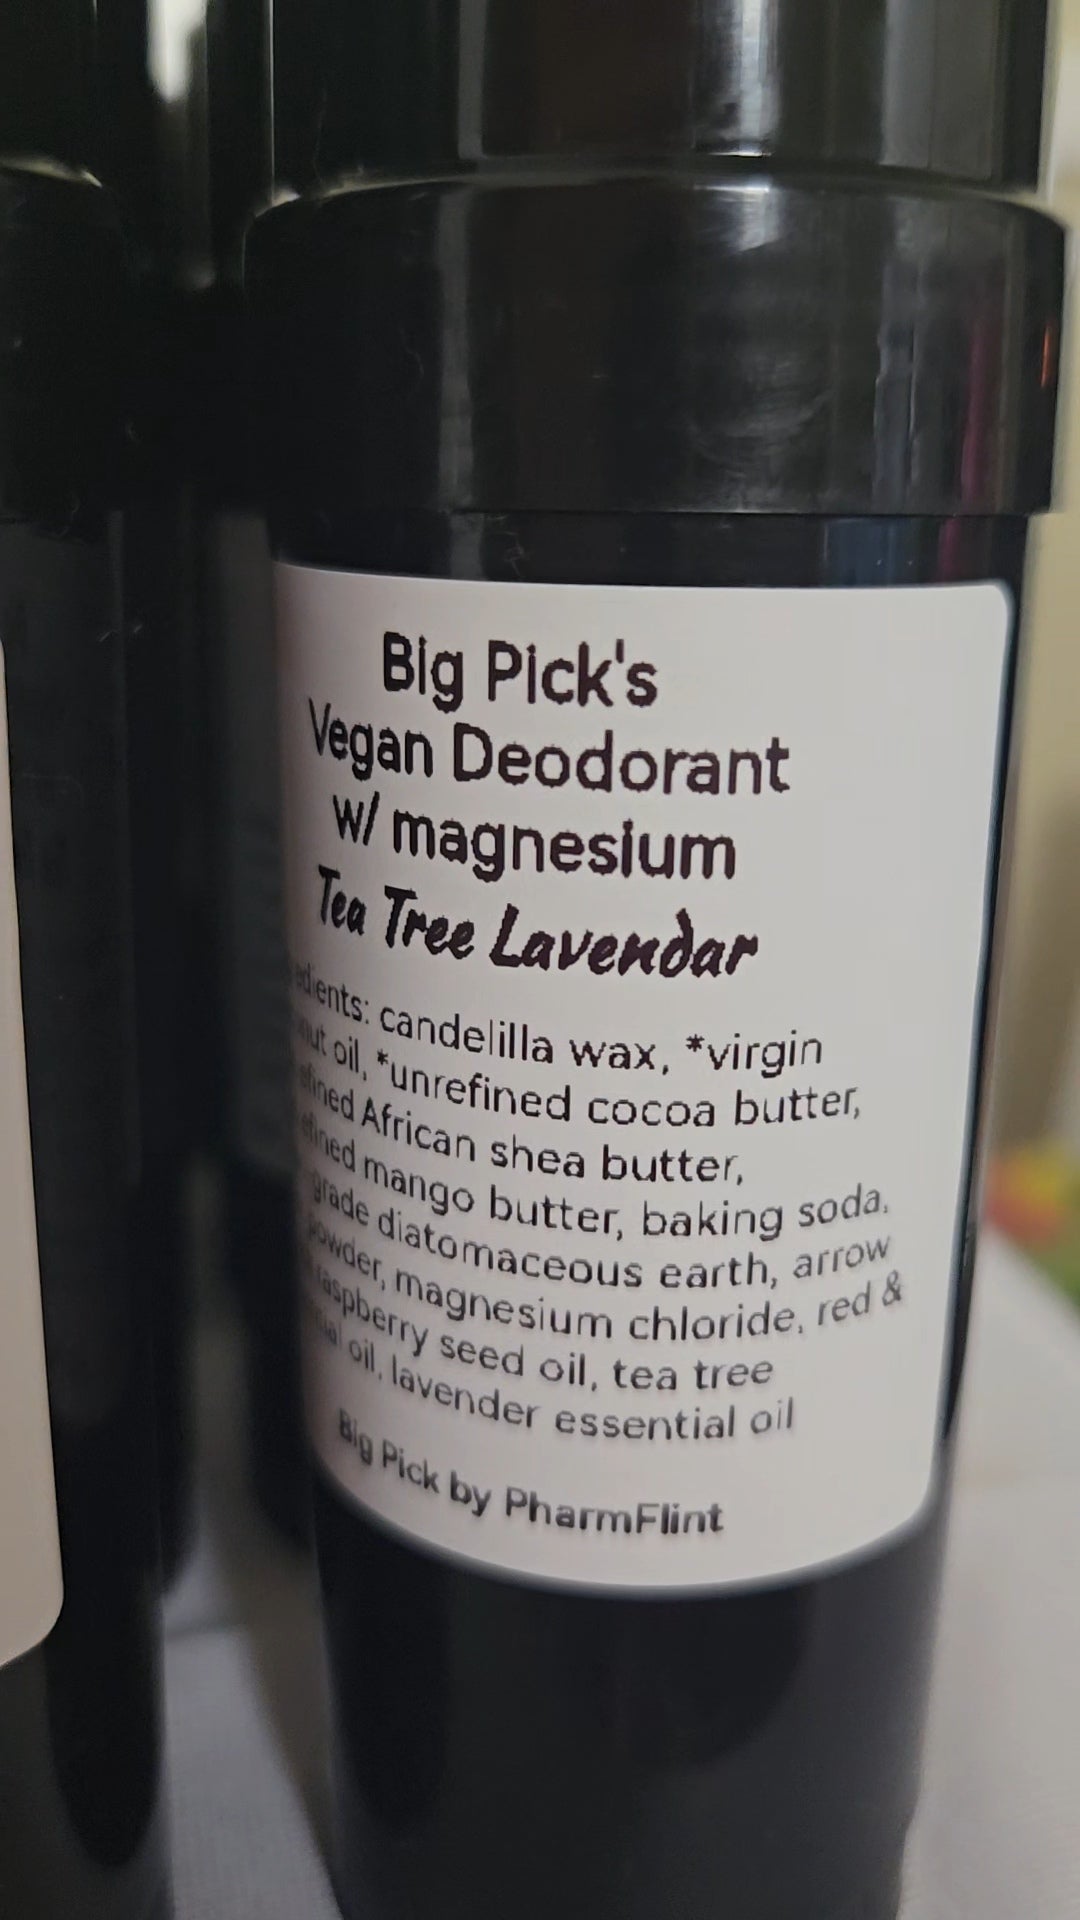 Big Pick's
Vegan Deodorant
w/ magnesium
Tea Tree Lavendar
edients: candelilla wax, *virgin
nut oil, *unrefined cocoa butter,
efined African shea butter,
efined mango butter, baking soda,
grade diatomaceous earth, arrow
powder, magnesium chloride, red &
raspberry seed oil, tea tree
oil, lavender essential oil
Big Pick by PharmFlint